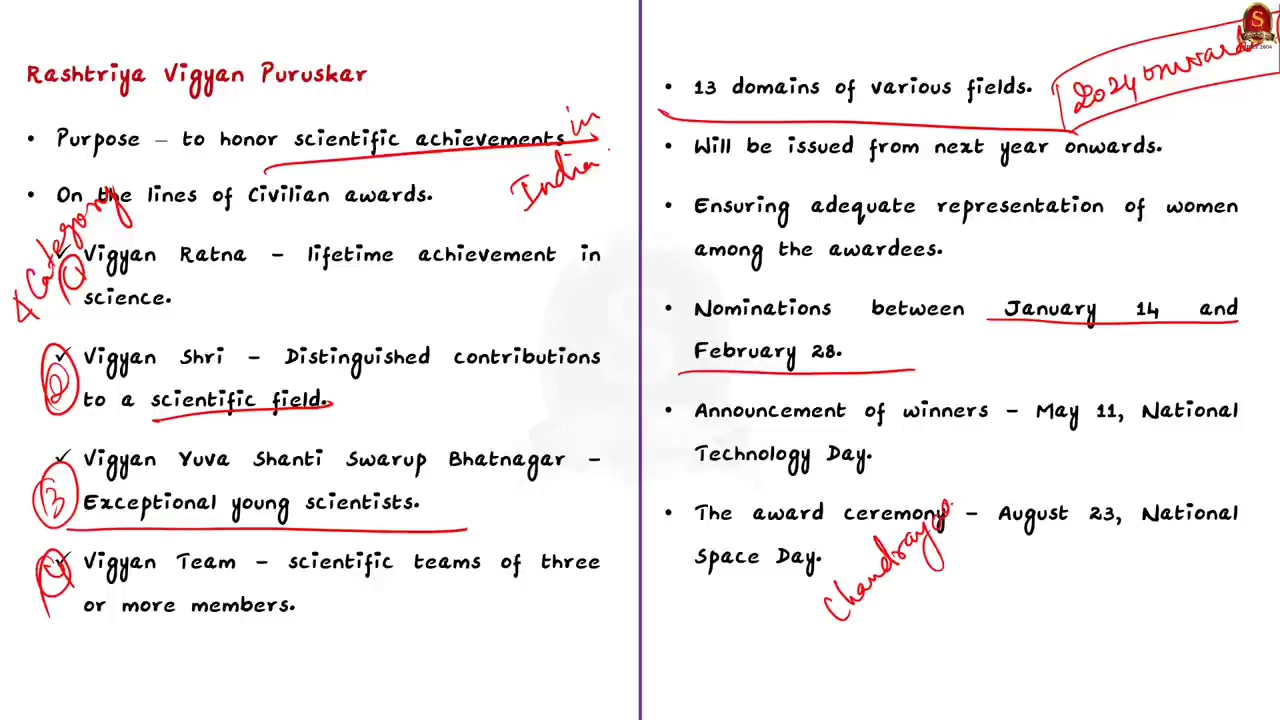 Rashtriya Vigyan Puruskar
• Purpose – to honor scientific achievements in
India.
• On the lines of Civilian awards.
4 Category
① ✓ Vigyan Ratna – lifetime achievement in
science.
② ✓ Vigyan Shri – Distinguished contributions
to a scientific field.
③ ✓ Vigyan Yuva Shanti Swarup Bhatnagar –
Exceptional young scientists.
④ ✓ Vigyan Team – scientific teams of three
or more members.
• 13 domains of various fields.
2024 onwards
• Will be issued from next year onwards.
• Ensuring adequate representation of women
among the awardees.
• Nominations between January 14 and
February 28.
• Announcement of winners – May 11, National
Technology Day.
• The award ceremony – August 23, National
Space Day.
S